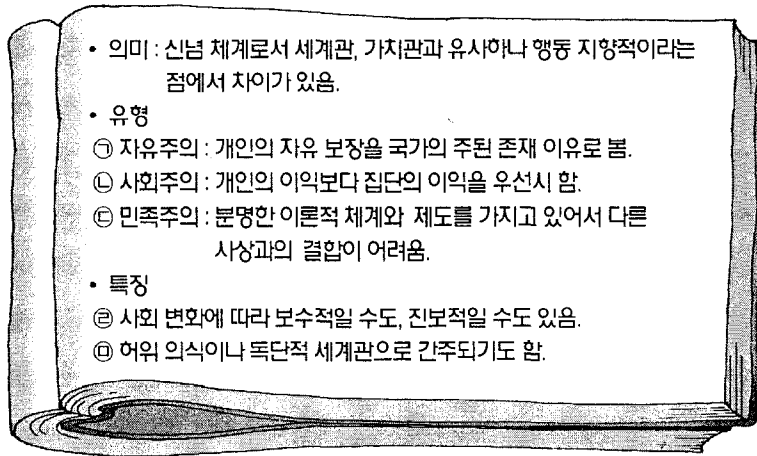 • 의미 : 신념 체계로서 세계관, 가치관과 유사하나 행동 지향적이라는
점에서 차이가 있음.
• 유형
㉠ 자유주의 : 개인의 자유 보장을 국가의 주된 존재 이유로 봄.
㉡ 사회주의 : 개인의 이익보다 집단의 이익을 우선시 함.
㉢ 민족주의 : 분명한 이론적 체계와 제도를 가지고 있어서 다른
사상과의 결합이 어려움.
• 특징
㉣ 사회 변화에 따라 보수적일 수도, 진보적일 수도 있음.
㉤ 허위 의식이나 독단적 세계관으로 간주되기도 함.